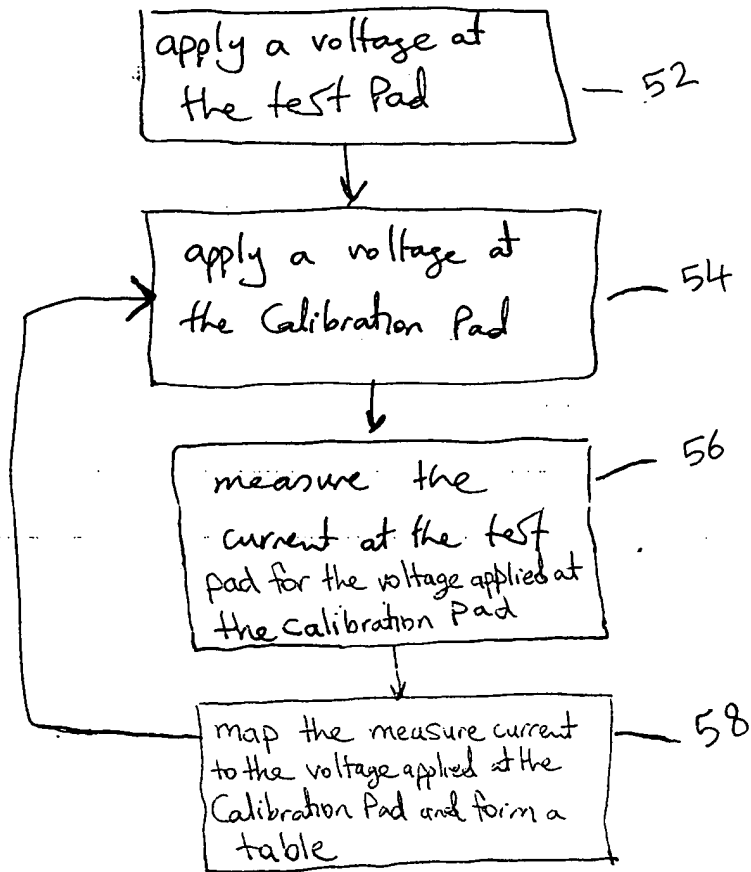 apply a voltage at
the test Pad
52
apply a voltage at
the Calibration Pad
54
measure the
current at the test
pad for the voltage applied at
the Calibration Pad
56
map the measure current
to the voltage applied at the
Calibration Pad and form a
table
58